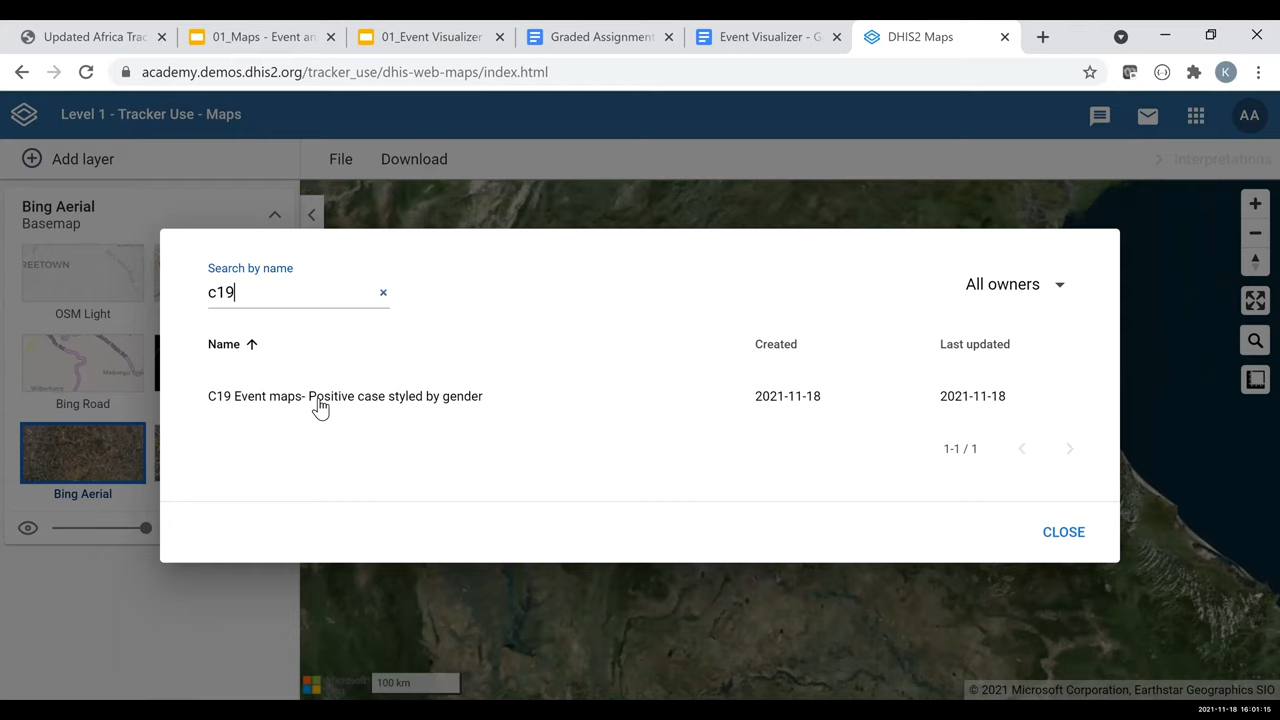 Updated Africa Trac
01_Maps - Event an
01_Event Visualizer
Graded Assignment
Event Visualizer - G
DHIS2 Maps
academy.demos.dhis2.org/tracker_use/dhis-web-maps/index.html
K
Level 1 - Tracker Use - Maps
AA
Add layer
File
Download
Interpretations
Bing Aerial
Basemap
REETOWN
OSM Light
Bing Road
Bing Aerial
Search by name
c19
All owners
Name
Created
Last updated
C19 Event maps- Positive case styled by gender
2021-11-18
2021-11-18
1-1 / 1
CLOSE
100 km
© 2021 Microsoft Corporation, Earthstar Geographics SIO
2021-11-18 16:01:15